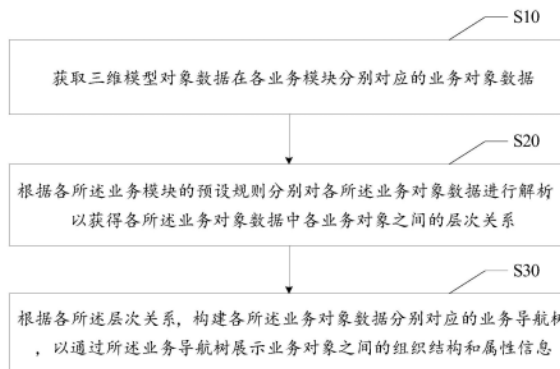 S10
获取三维模型对象数据在各业务模块分别对应的业务对象数据
S20
根据各所述业务模块的预设规则分别对各所述业务对象数据进行解析
以获得各所述业务对象数据中各业务对象之间的层次关系
S30
根据各所述层次关系，构建各所述业务对象数据分别对应的业务导航树
，以通过所述业务导航树展示业务对象之间的组织结构和属性信息